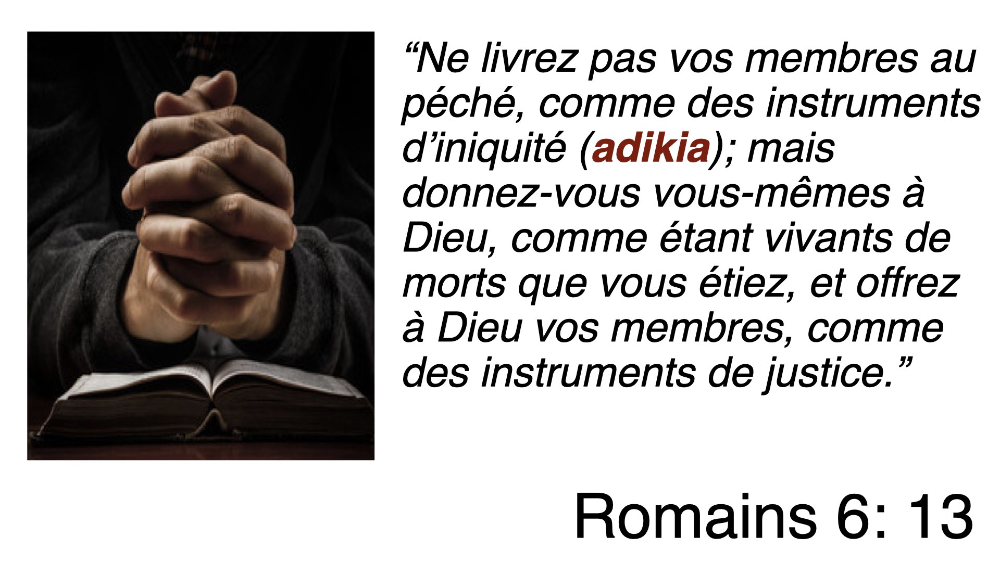 “Ne livrez pas vos membres au
péché, comme des instruments
d’iniquité (adikia); mais
donnez-vous vous-mêmes à
Dieu, comme étant vivants de
morts que vous étiez, et offrez
à Dieu vos membres, comme
des instruments de justice.”
Romains 6: 13